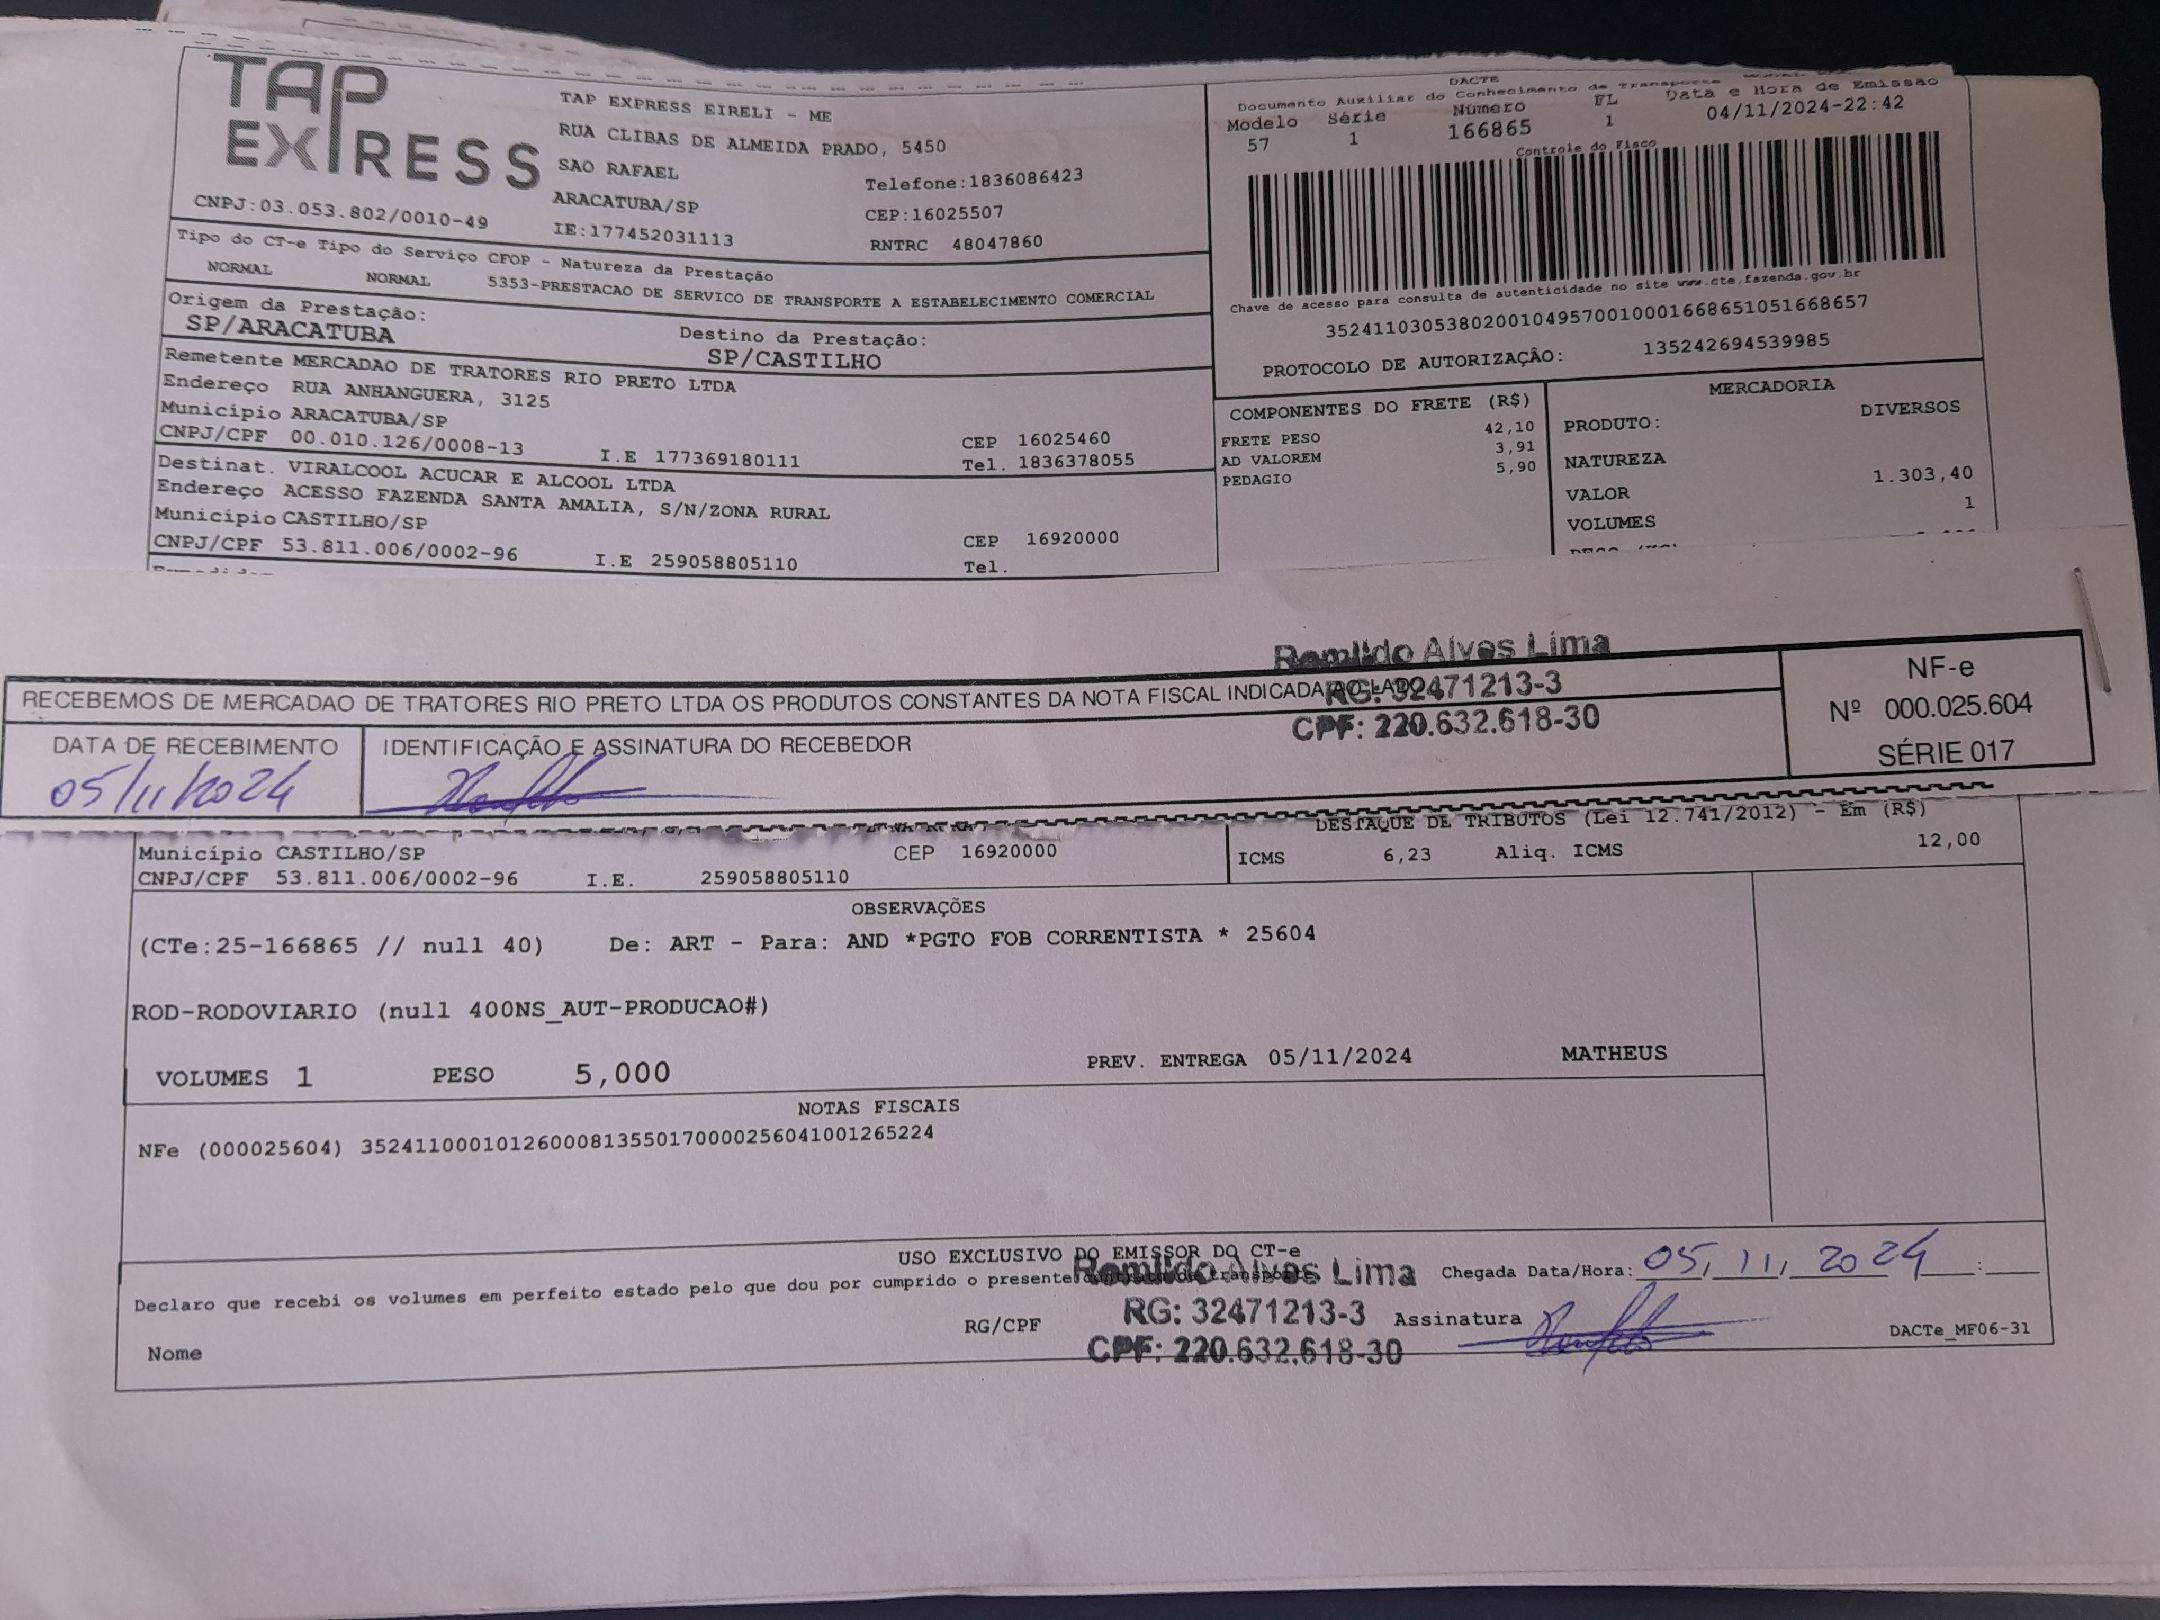 TAP
EXPRESS
TAP EXPRESS EIRELI - ME
RUA CLIBAS DE ALMEIDA PRADO, 5450
SAO RAFAEL
Telefone:1836086423
ARACATUBA/SP
CEP:16025507
CNPJ:03.053.802/0010-49
IE:177452031113
RNTRC 48047860
DACTE
Documento Auxiliar do Conhecimento de Transporte
Modelo Série Número FL Data e Hora de Emissão
57 1 166865 1 04/11/2024-22:42
Controle do Fisco
Chave de acesso para consulta de autenticidade no site www.cte.fazenda.gov.br
35241103053802001049570010001668651051668657
PROTOCOLO DE AUTORIZAÇÃO: 135242694539985
Tipo do CT-e Tipo do Serviço CFOP - Natureza da Prestação
NORMAL NORMAL 5353-PRESTACAO DE SERVICO DE TRANSPORTE A ESTABELECIMENTO COMERCIAL
Origem da Prestação: Destino da Prestação:
SP/ARACATUBA SP/CASTILHO
Remetente MERCADAO DE TRATORES RIO PRETO LTDA
Endereço RUA ANHANGUERA, 3125
Município ARACATUBA/SP CEP 16025460
CNPJ/CPF 00.010.126/0008-13 I.E 177369180111 Tel. 1836378055
Destinat. VIRALCOOL ACUCAR E ALCOOL LTDA
Endereço ACESSO FAZENDA SANTA AMALIA, S/N/ZONA RURAL
Município CASTILHO/SP CEP 16920000
CNPJ/CPF 53.811.006/0002-96 I.E 259058805110 Tel.
COMPONENTES DO FRETE (R$)
FRETE PESO 42,10
AD VALOREM 3,91
PEDAGIO 5,90
MERCADORIA
PRODUTO: DIVERSOS
NATUREZA
VALOR 1.303,40
VOLUMES 1
Romildo Alves Lima
RG: 32471213-3
CPF: 220.632.618-30
RECEBEMOS DE MERCADAO DE TRATORES RIO PRETO LTDA OS PRODUTOS CONSTANTES DA NOTA FISCAL INDICADA AO LADO
DATA DE RECEBIMENTO IDENTIFICAÇÃO E ASSINATURA DO RECEBEDOR
05/11/2024
NF-e
Nº 000.025.604
SÉRIE 017
DESTAQUE DE TRIBUTOS (Lei 12.741/2012) - Em (R$)
Município CASTILHO/SP CEP 16920000
ICMS 6,23 Aliq. ICMS 12,00
CNPJ/CPF 53.811.006/0002-96 I.E. 259058805110
OBSERVAÇÕES
(CTe:25-166865 // null 40) De: ART - Para: AND *PGTO FOB CORRENTISTA * 25604
ROD-RODOVIARIO (null 400NS_AUT-PRODUCAO#)
VOLUMES 1 PESO 5,000 PREV. ENTREGA 05/11/2024 MATHEUS
NOTAS FISCAIS
NFe (000025604) 35241100010126000813550170000256041001265224
USO EXCLUSIVO DO EMISSOR DO CT-e
Declaro que recebi os volumes em perfeito estado pelo que dou por cumprido o presente contrato de transporte
Romildo Alves Lima
RG: 32471213-3
CPF: 220.632.618-30
Chegada Data/Hora: 05, 11, 2024 :
Nome RG/CPF Assinatura
DACTe_MF06-31